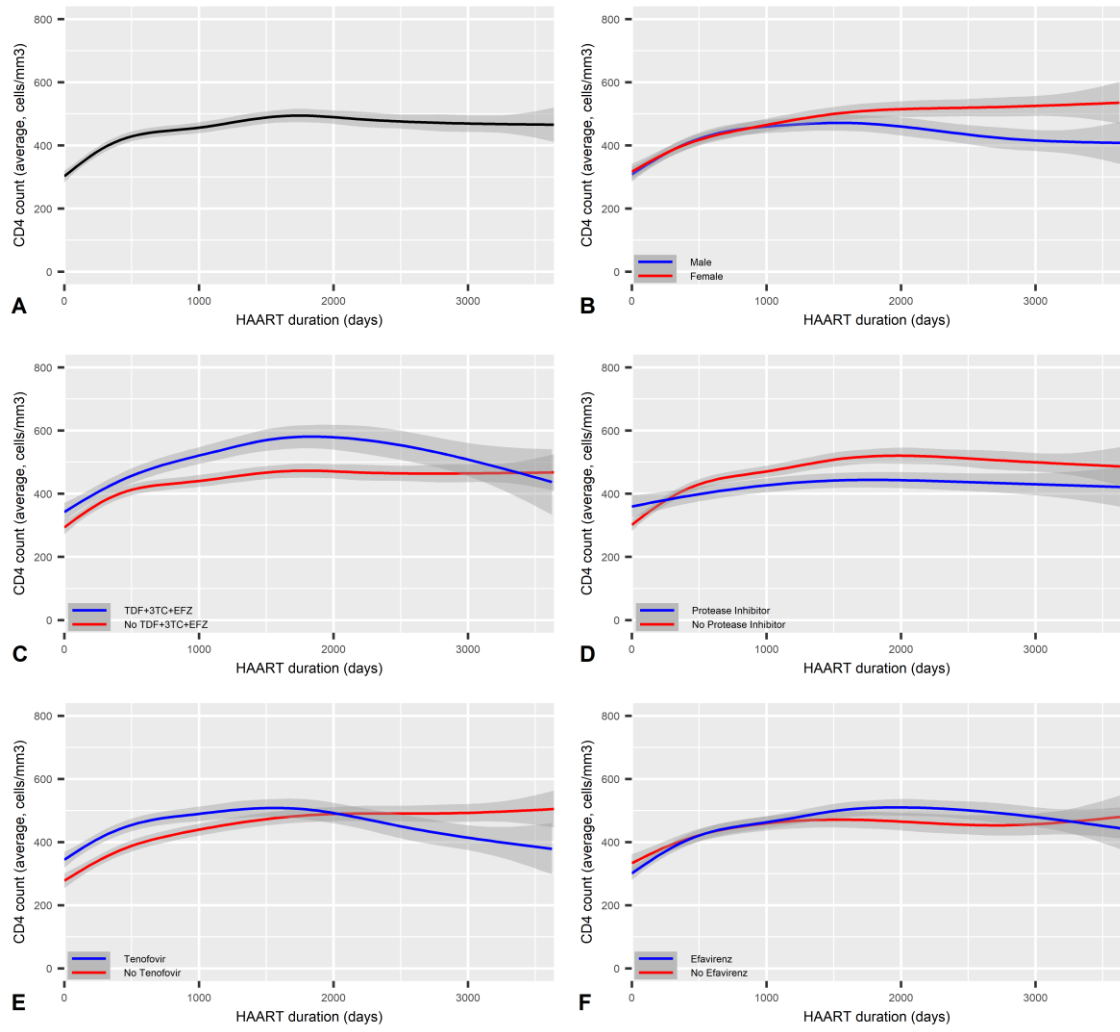 CD4 count (average, cells/mm3)
800
600
400
200
0
0 1000 2000 3000
HAART duration (days)
A
CD4 count (average, cells/mm3)
800
600
400
200
0
Male
Female
0 1000 2000 3000
HAART duration (days)
B
CD4 count (average, cells/mm3)
800
600
400
200
0
TDF+3TC+EFZ
No TDF+3TC+EFZ
0 1000 2000 3000
HAART duration (days)
C
CD4 count (average, cells/mm3)
800
600
400
200
0
Protease Inhibitor
No Protease Inhibitor
0 1000 2000 3000
HAART duration (days)
D
CD4 count (average, cells/mm3)
800
600
400
200
0
Tenofovir
No Tenofovir
0 1000 2000 3000
HAART duration (days)
E
CD4 count (average, cells/mm3)
800
600
400
200
0
Efavirenz
No Efavirenz
0 1000 2000 3000
HAART duration (days)
F